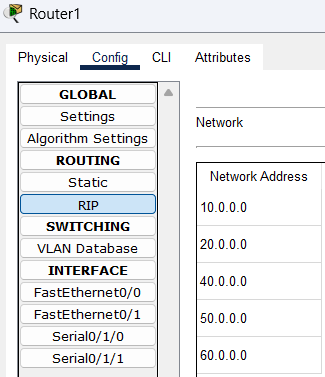 Router1
Physical Config CLI Attributes
GLOBAL
Settings
Algorithm Settings
ROUTING
Static
RIP
SWITCHING
VLAN Database
INTERFACE
FastEthernet0/0
FastEthernet0/1
Serial0/1/0
Serial0/1/1
Network
Network Address
10.0.0.0
20.0.0.0
40.0.0.0
50.0.0.0
60.0.0.0